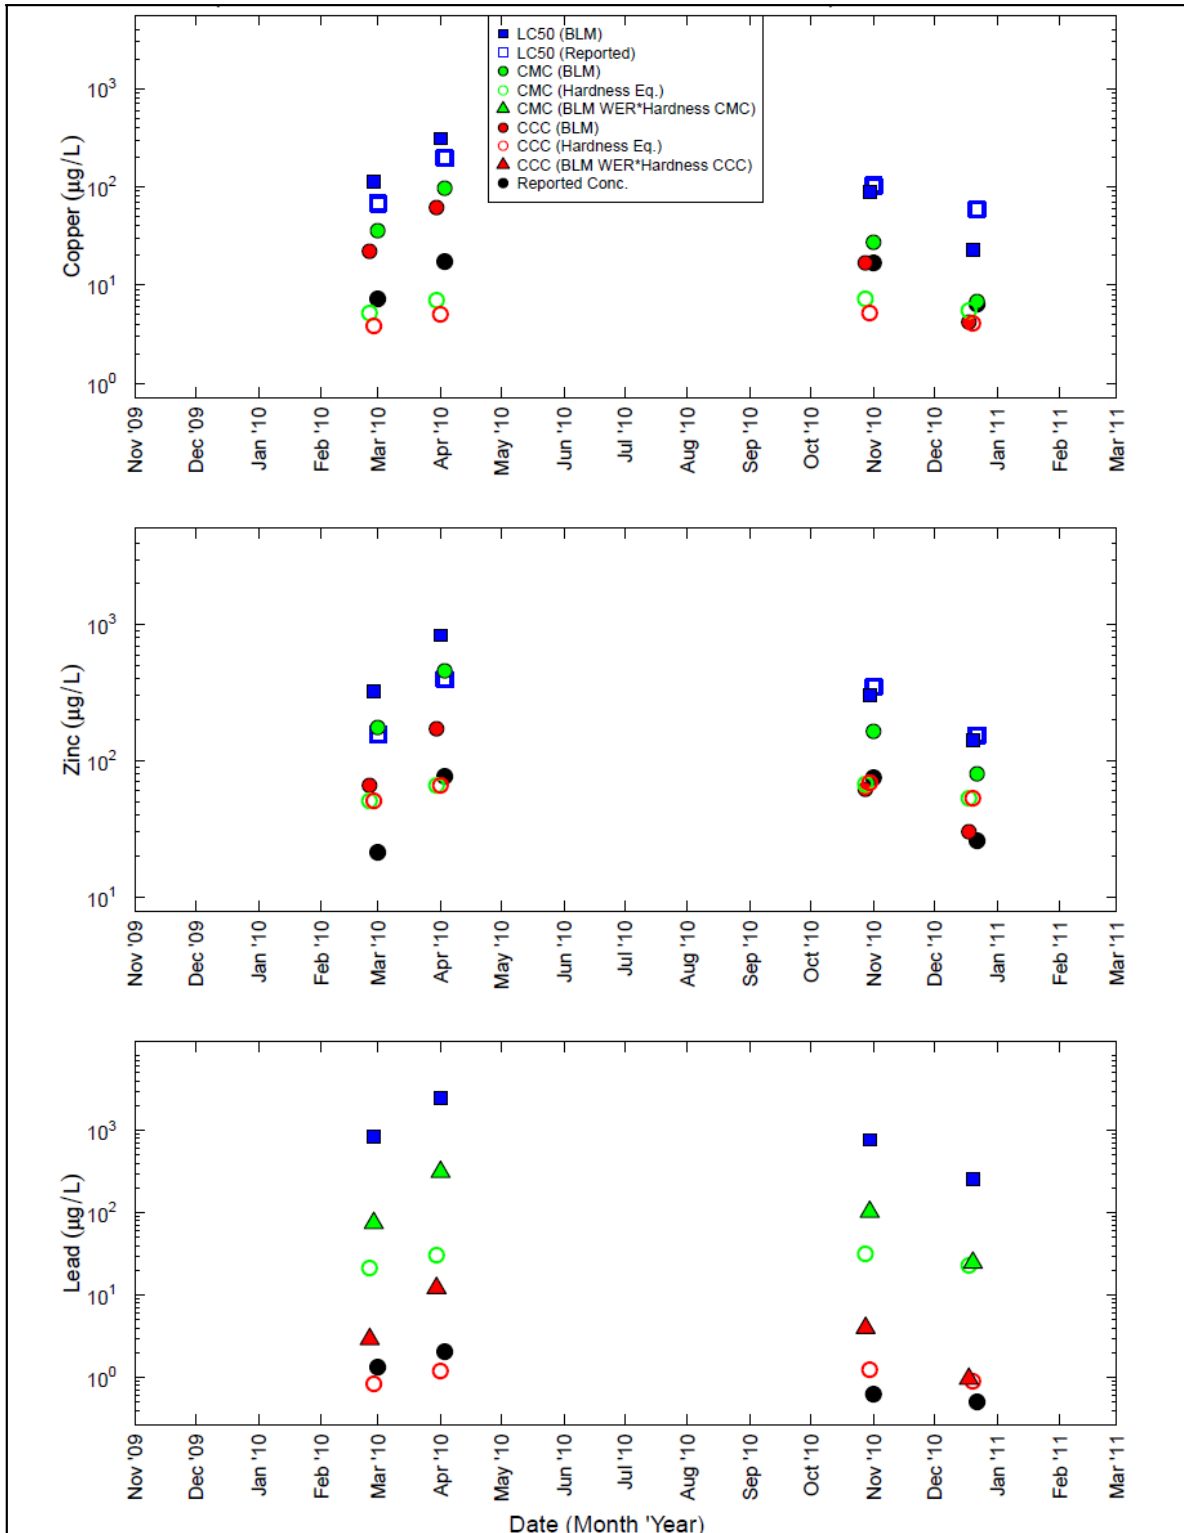 LC50 (BLM)
LC50 (Reported)
CMC (BLM)
CMC (Hardness Eq.)
CMC (BLM WER*Hardness CMC)
CCC (BLM)
CCC (Hardness Eq.)
CCC (BLM WER*Hardness CCC)
Reported Conc.
Copper (µg/L)
10³
10²
10¹
10⁰
Nov '09 Dec '09 Jan '10 Feb '10 Mar '10 Apr '10 May '10 Jun '10 Jul '10 Aug '10 Sep '10 Oct '10 Nov '10 Dec '10 Jan '11 Feb '11 Mar '11
Zinc (µg/L)
10³
10²
10¹
Nov '09 Dec '09 Jan '10 Feb '10 Mar '10 Apr '10 May '10 Jun '10 Jul '10 Aug '10 Sep '10 Oct '10 Nov '10 Dec '10 Jan '11 Feb '11 Mar '11
Lead (µg/L)
10³
10²
10¹
10⁰
Nov '09 Dec '09 Jan '10 Feb '10 Mar '10 Apr '10 May '10 Jun '10 Jul '10 Aug '10 Sep '10 Oct '10 Nov '10 Dec '10 Jan '11 Feb '11 Mar '11
Date (Month 'Year)